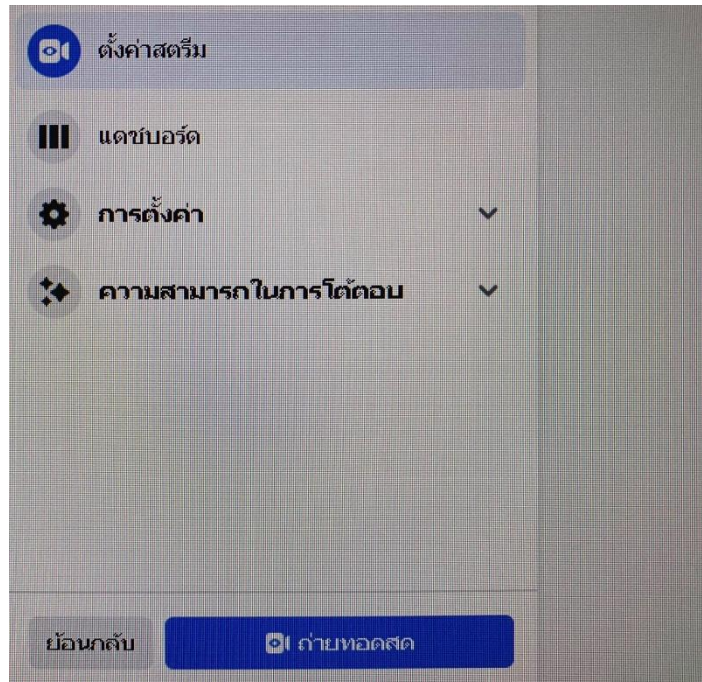 ตั้งค่าสตรีม
แดชบอร์ด
การตั้งค่า
ความสามารถในการโต้ตอบ
ย้อนกลับ ถ่ายทอดสด